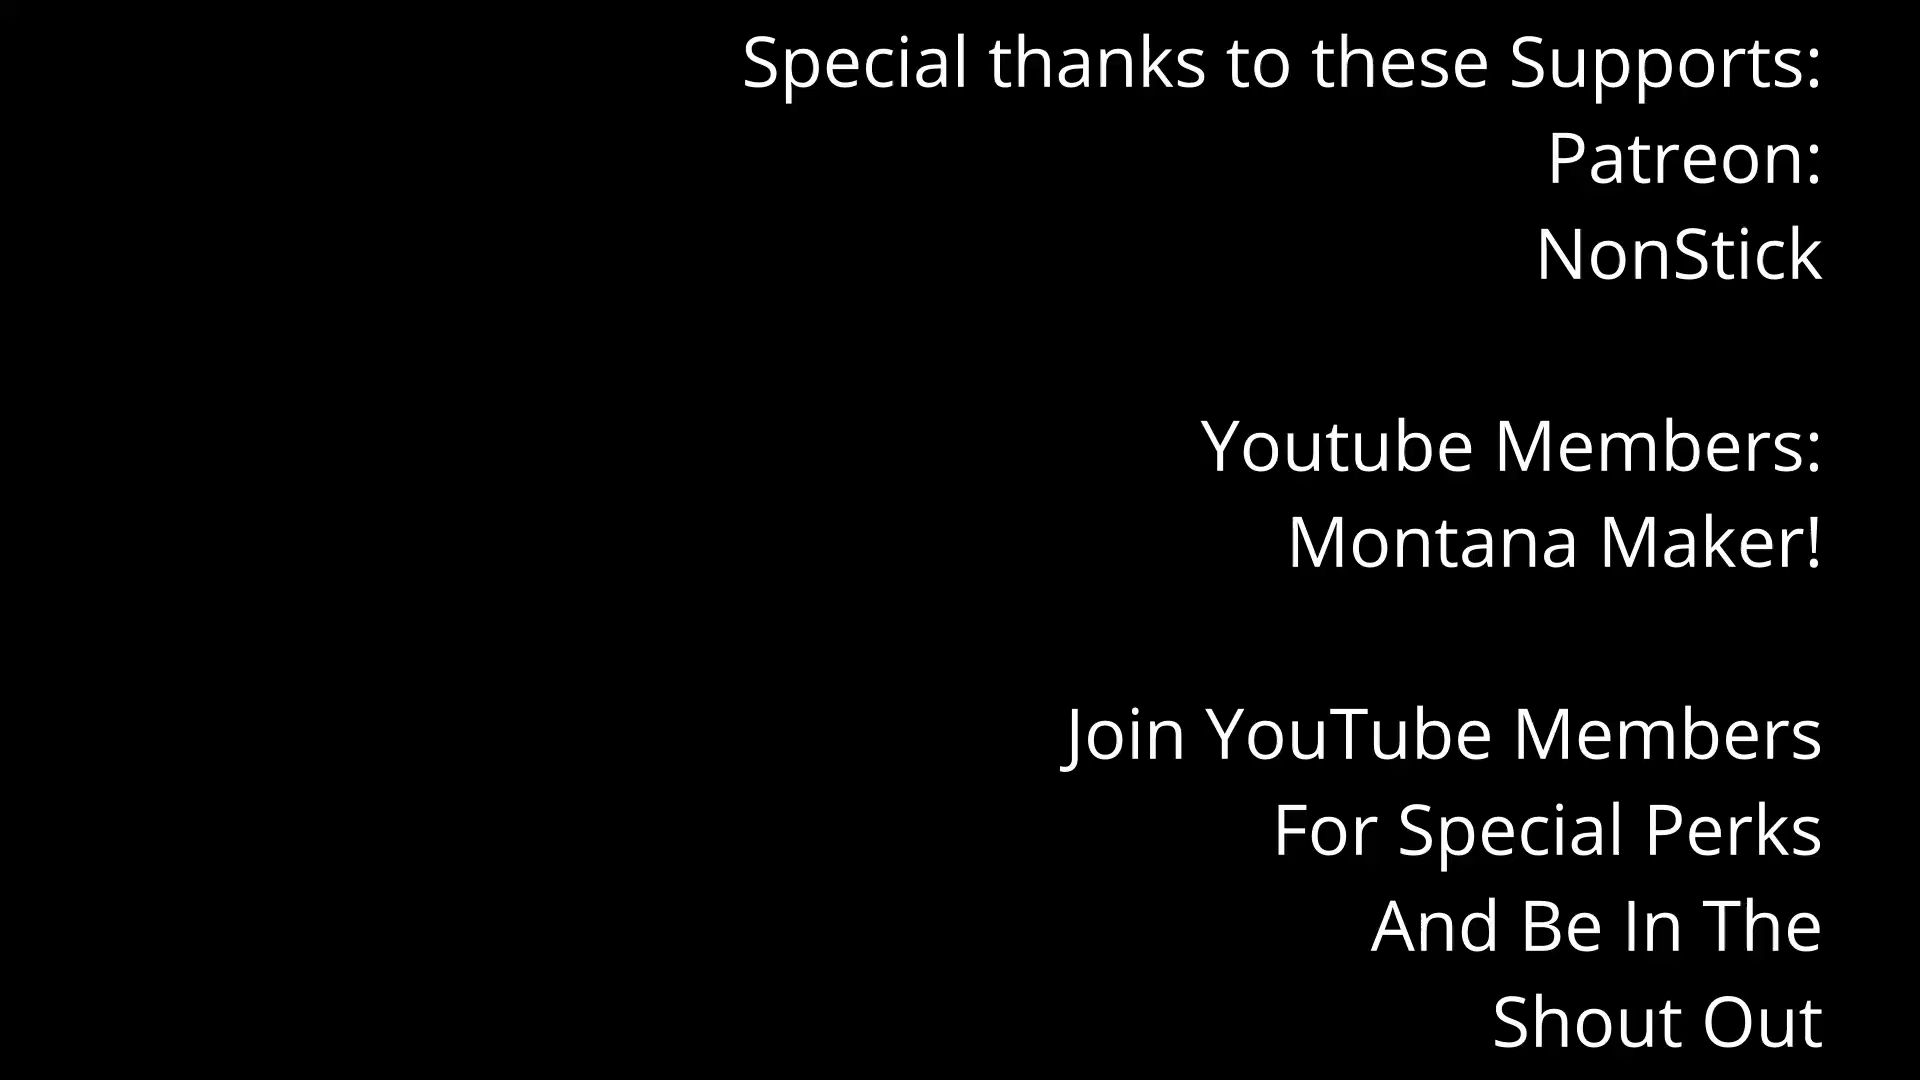 Special thanks to these Supports:
Patreon:
NonStick
Youtube Members:
Montana Maker!
Join YouTube Members
For Special Perks
And Be In The
Shout Out